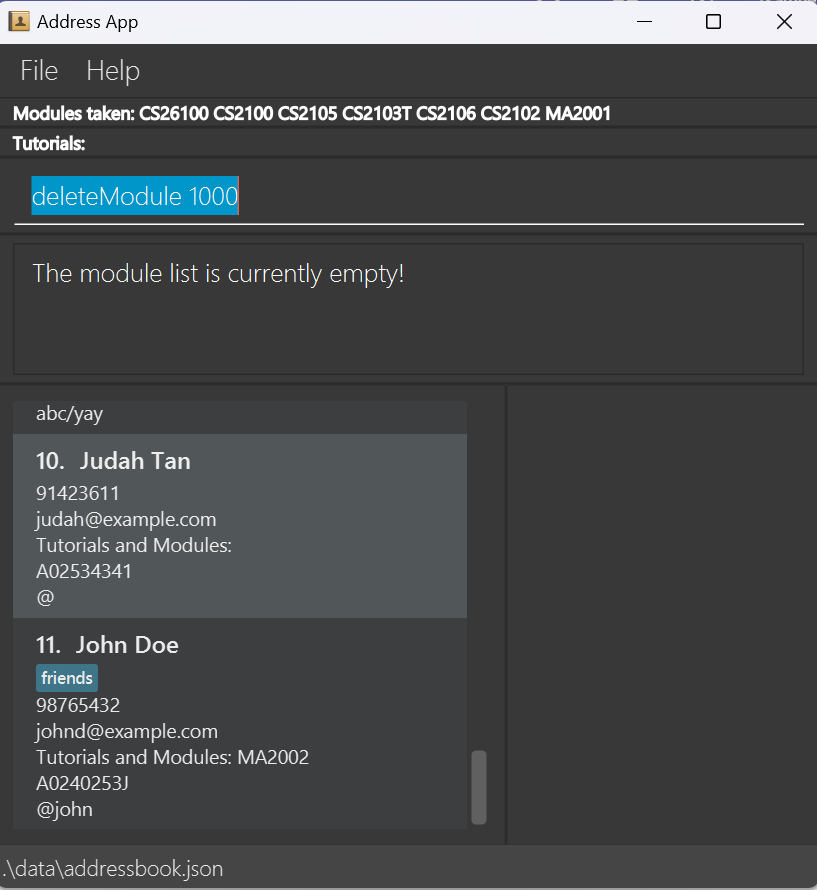 Address App
File Help
Modules taken: CS26100 CS2100 CS2105 CS2103T CS2106 CS2102 MA2001
Tutorials:
deleteModule 1000
The module list is currently empty!
abc/yay
10. Judah Tan
91423611
judah@example.com
Tutorials and Modules:
A02534341
@
11. John Doe
friends
98765432
johnd@example.com
Tutorials and Modules: MA2002
A0240253J
@john
.\data\addressbook.json